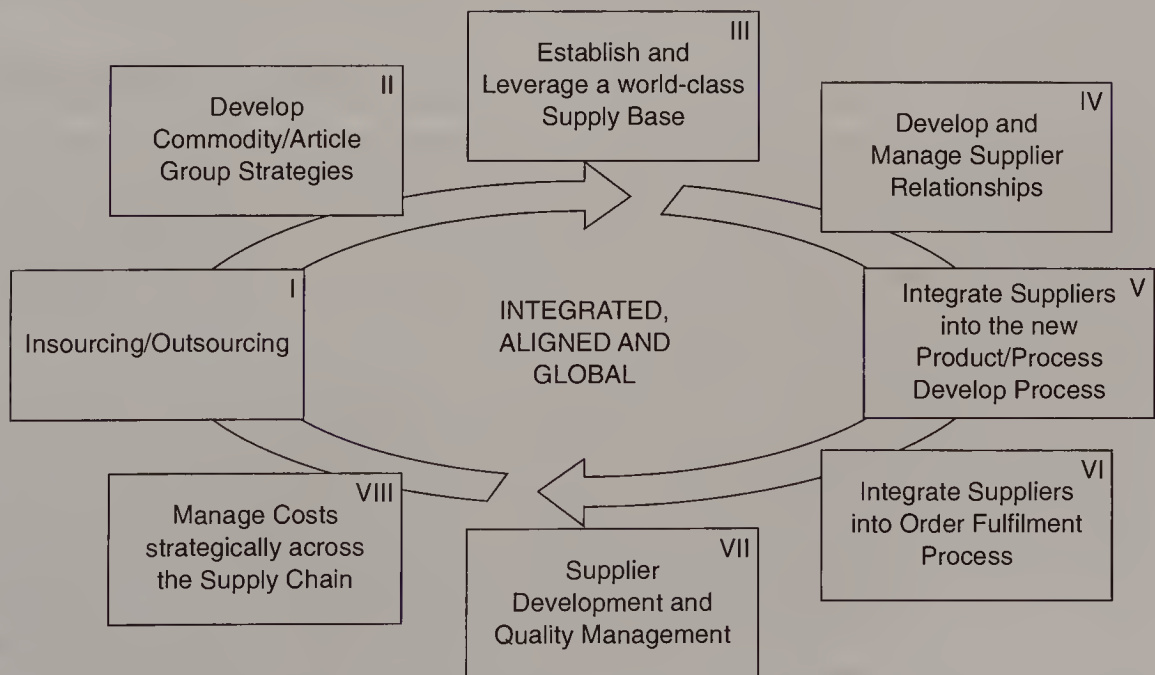 I
Insourcing/Outsourcing
II
Develop
Commodity/Article
Group Strategies
III
Establish and
Leverage a world-class
Supply Base
IV
Develop and
Manage Supplier
Relationships
V
Integrate Suppliers
into the new
Product/Process
Develop Process
VI
Integrate Suppliers
into Order Fulfilment
Process
VII
Supplier
Development and
Quality Management
VIII
Manage Costs
strategically across
the Supply Chain
INTEGRATED,
ALIGNED AND
GLOBAL